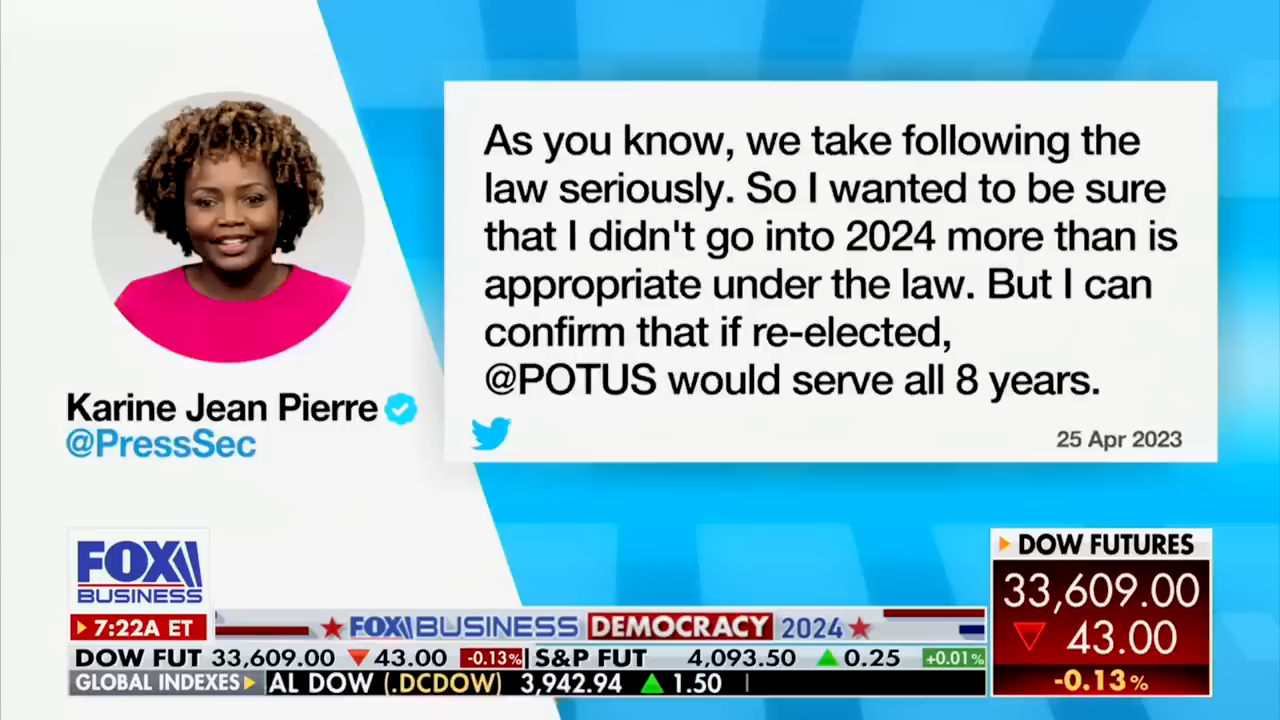 As you know, we take following the
law seriously. So I wanted to be sure
that I didn't go into 2024 more than is
appropriate under the law. But I can
confirm that if re-elected,
@POTUS would serve all 8 years.
Karine Jean Pierre
@PressSec
25 Apr 2023
FOX
BUSINESS
7:22A ET
FOX BUSINESS DEMOCRACY 2024
DOW FUT 33,609.00 43.00 -0.13% S&P FUT 4,093.50 0.25 +0.01%
GLOBAL INDEXES AL DOW (.DCDOW) 3,942.94 1.50
DOW FUTURES
33,609.00
43.00
-0.13%